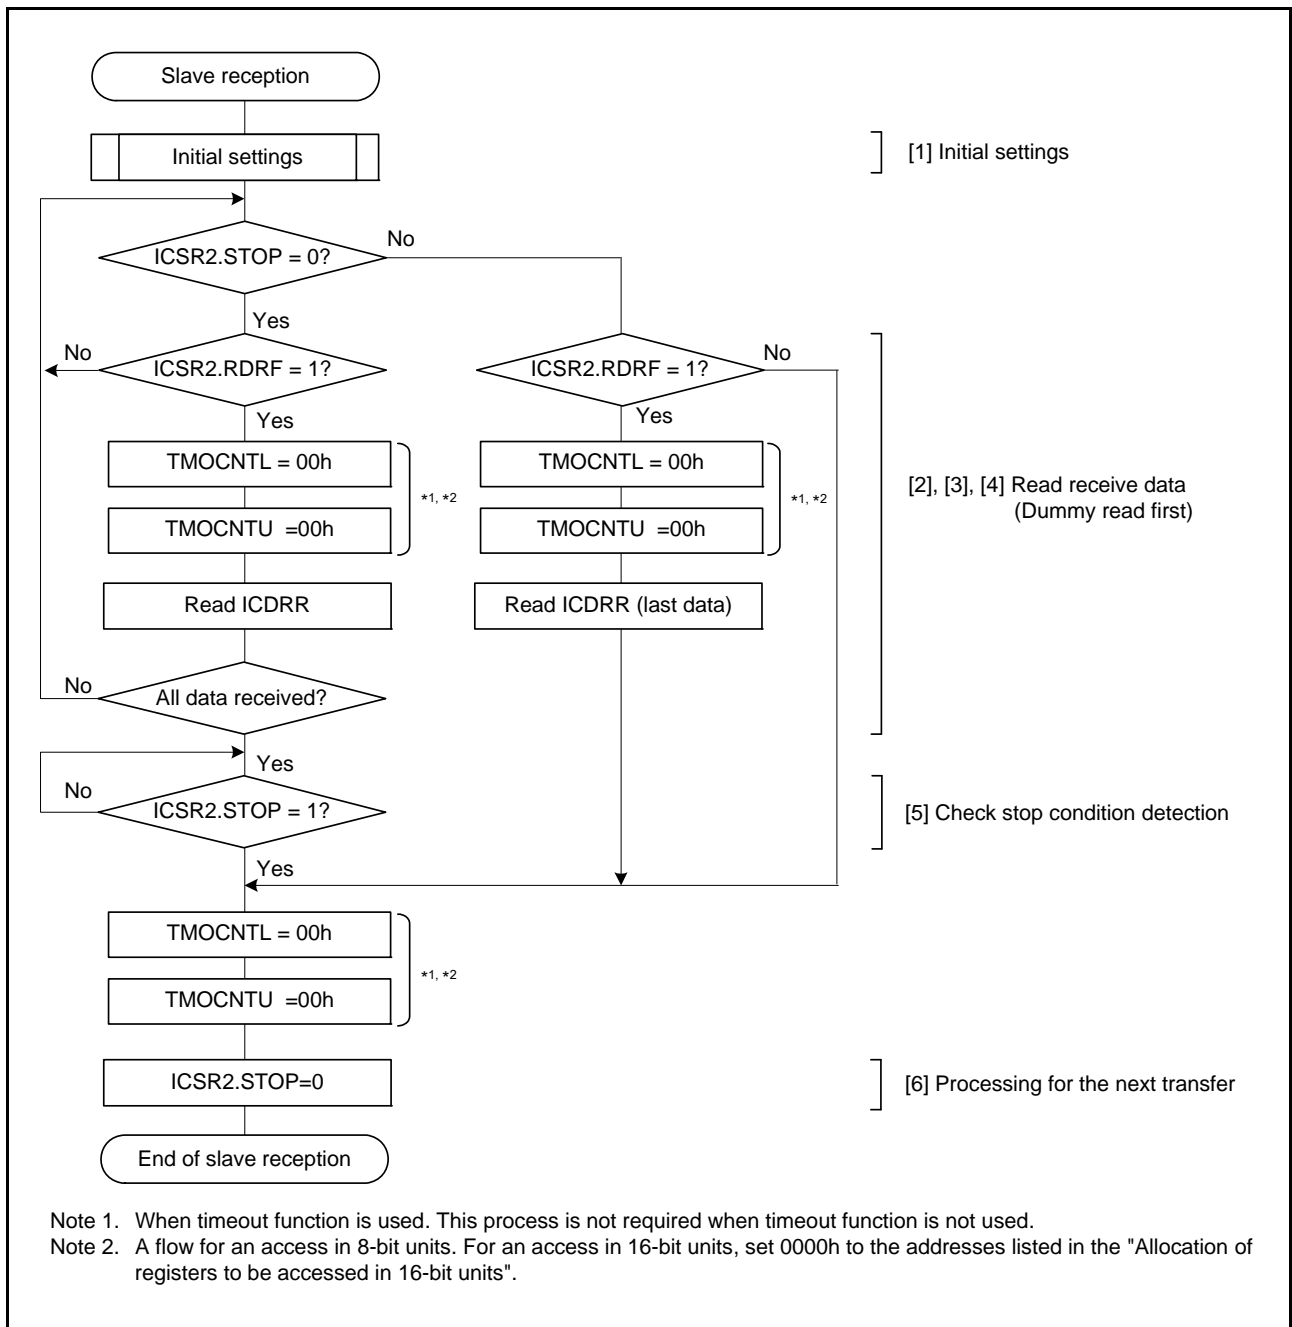 Slave reception
Initial settings
[1] Initial settings
ICSR2.STOP = 0?
No
Yes
No
ICSR2.RDRF = 1?
Yes
ICSR2.RDRF = 1?
No
Yes
TMOCNTL = 00h
TMOCNTU =00h
*1, *2
TMOCNTL = 00h
TMOCNTU =00h
*1, *2
[2], [3], [4] Read receive data
(Dummy read first)
Read ICDRR
Read ICDRR (last data)
No
All data received?
Yes
No
ICSR2.STOP = 1?
[5] Check stop condition detection
Yes
TMOCNTL = 00h
TMOCNTU =00h
*1, *2
ICSR2.STOP=0
[6] Processing for the next transfer
End of slave reception
Note 1. When timeout function is used. This process is not required when timeout function is not used.
Note 2. A flow for an access in 8-bit units. For an access in 16-bit units, set 0000h to the addresses listed in the "Allocation of
registers to be accessed in 16-bit units".